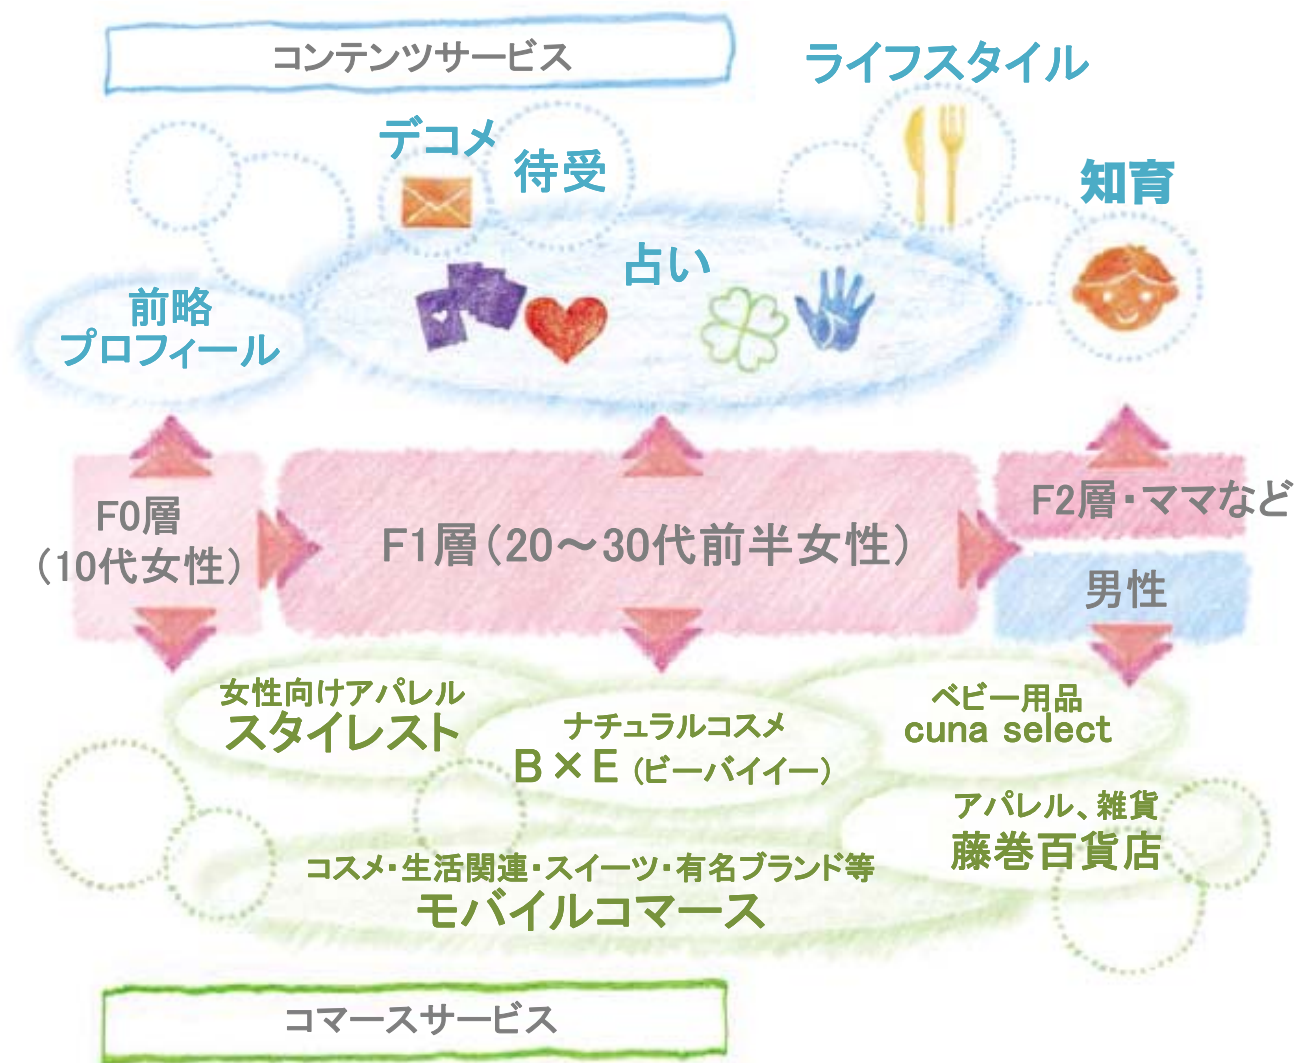 コンテンツサービス
ライフスタイル
デコメ
待受
知育
占い
前略
プロフィール
F0層
（10代女性）
F1層（20～30代前半女性）
F2層・ママなど
男性
女性向けアパレル
スタイレスト
ナチュラルコスメ
B×E（ビーバイイー）
ベビー用品
cuna select
アパレル、雑貨
藤巻百貨店
コスメ・生活関連・スイーツ・有名ブランド等
モバイルコマース
コマースサービス